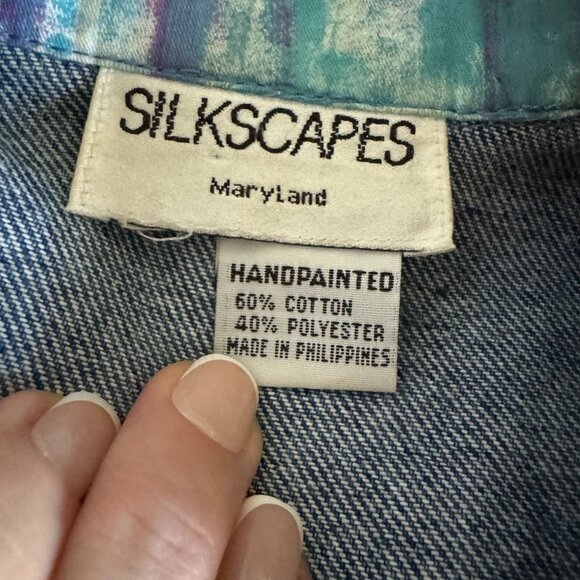 SILKSCAPES
Maryland
HANDPAINTED
60% COTTON
40% POLYESTER
MADE IN PHILIPPINES